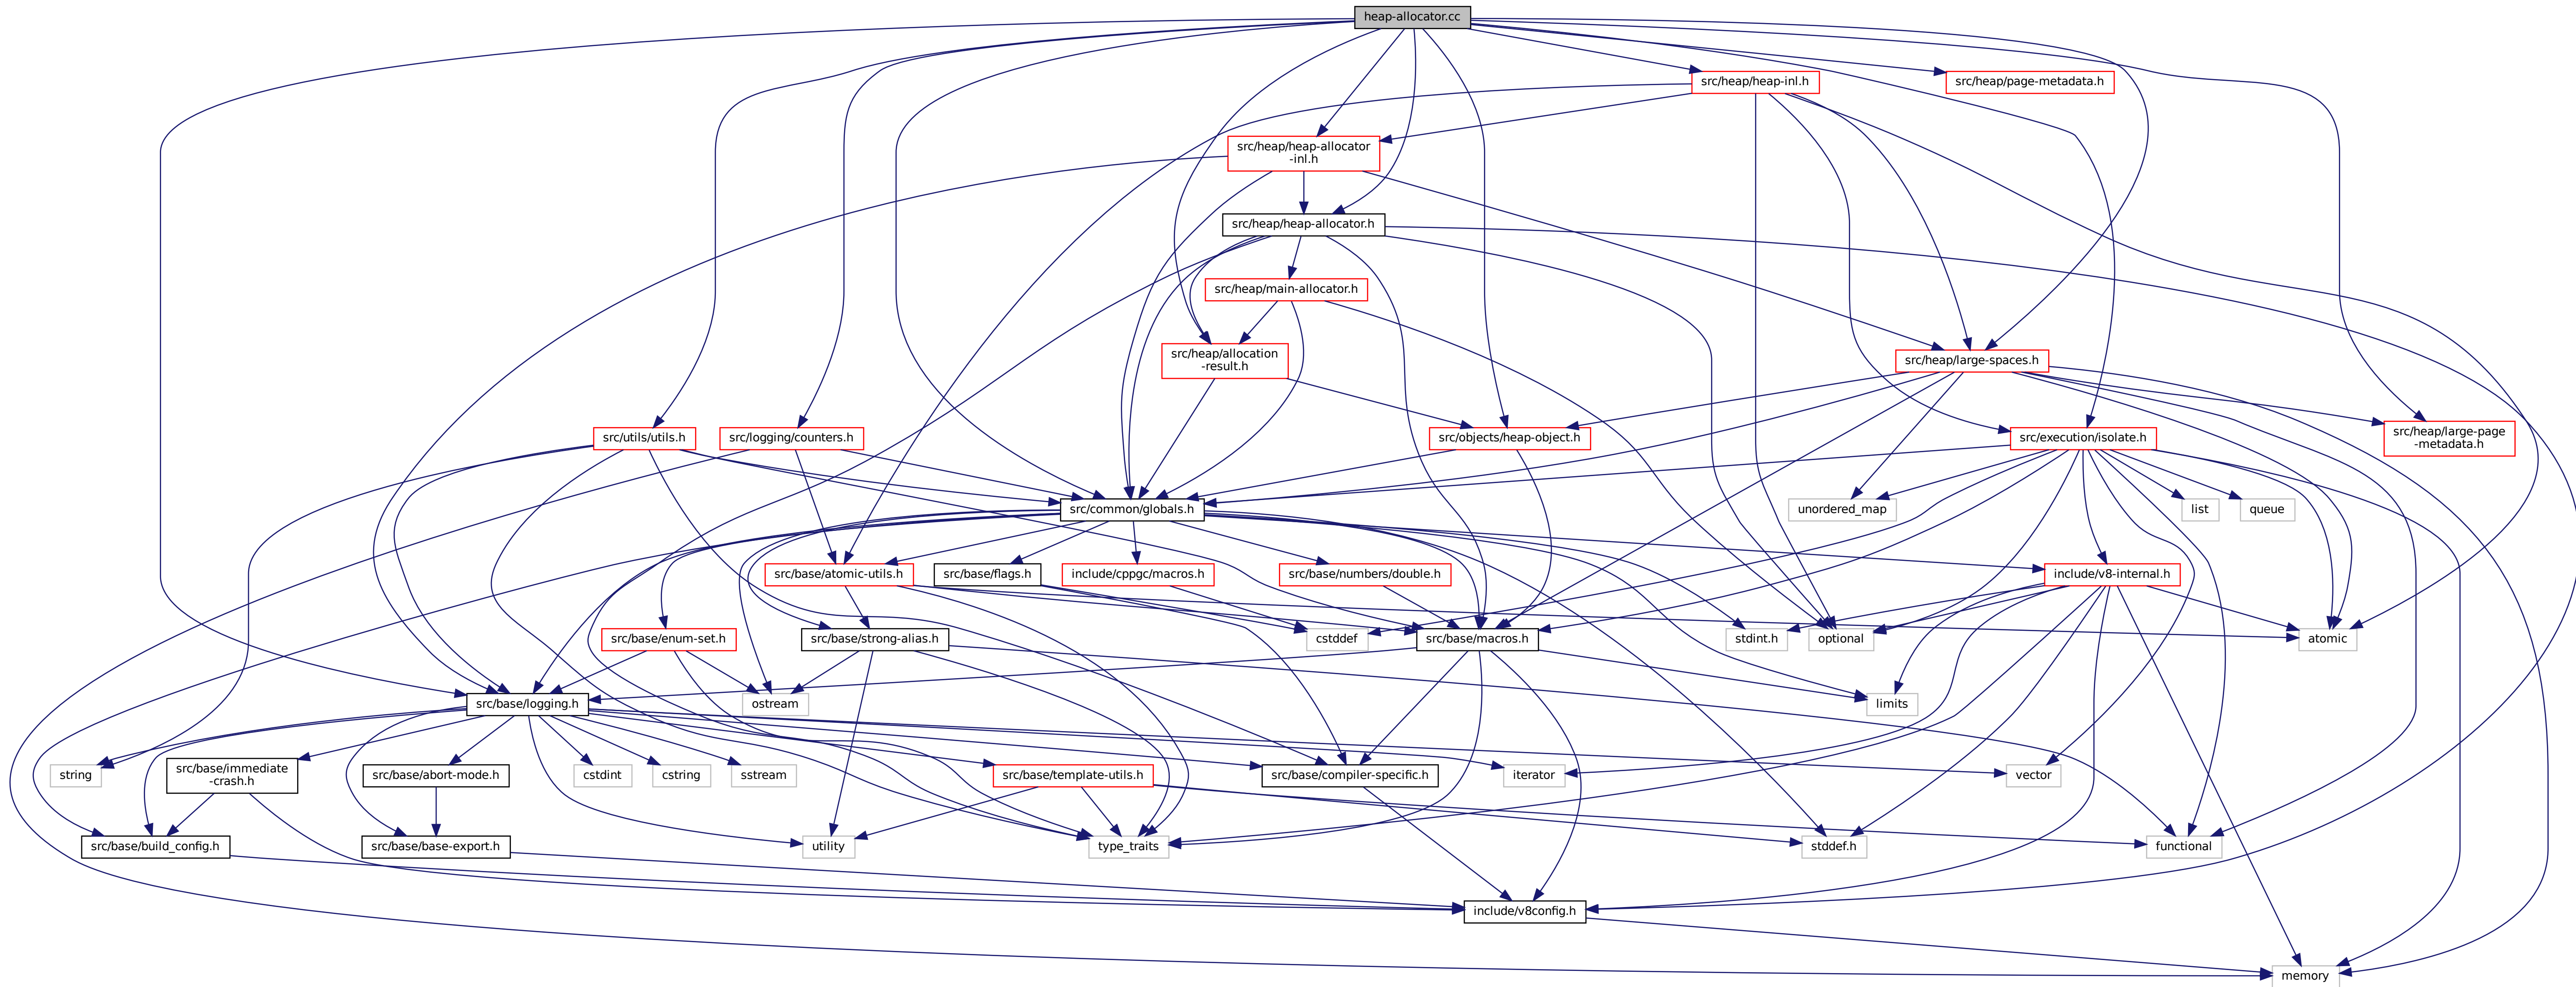 heap-allocator.cc
src/heap/heap-inl.h
src/heap/page-metadata.h
src/heap/heap-allocator
-inl.h
src/heap/heap-allocator.h
src/heap/main-allocator.h
src/heap/allocation
-result.h
src/heap/large-spaces.h
src/utils/utils.h
src/logging/counters.h
src/objects/heap-object.h
src/execution/isolate.h
src/heap/large-page
-metadata.h
src/common/globals.h
unordered_map
list
queue
src/base/atomic-utils.h
src/base/flags.h
include/cppgc/macros.h
src/base/numbers/double.h
include/v8-internal.h
src/base/enum-set.h
src/base/strong-alias.h
cstddef
src/base/macros.h
stdint.h
optional
atomic
src/base/logging.h
ostream
limits
string
src/base/immediate
-crash.h
src/base/abort-mode.h
cstdint
cstring
sstream
src/base/template-utils.h
src/base/compiler-specific.h
iterator
vector
src/base/build_config.h
src/base/base-export.h
utility
type_traits
stddef.h
functional
include/v8config.h
memory